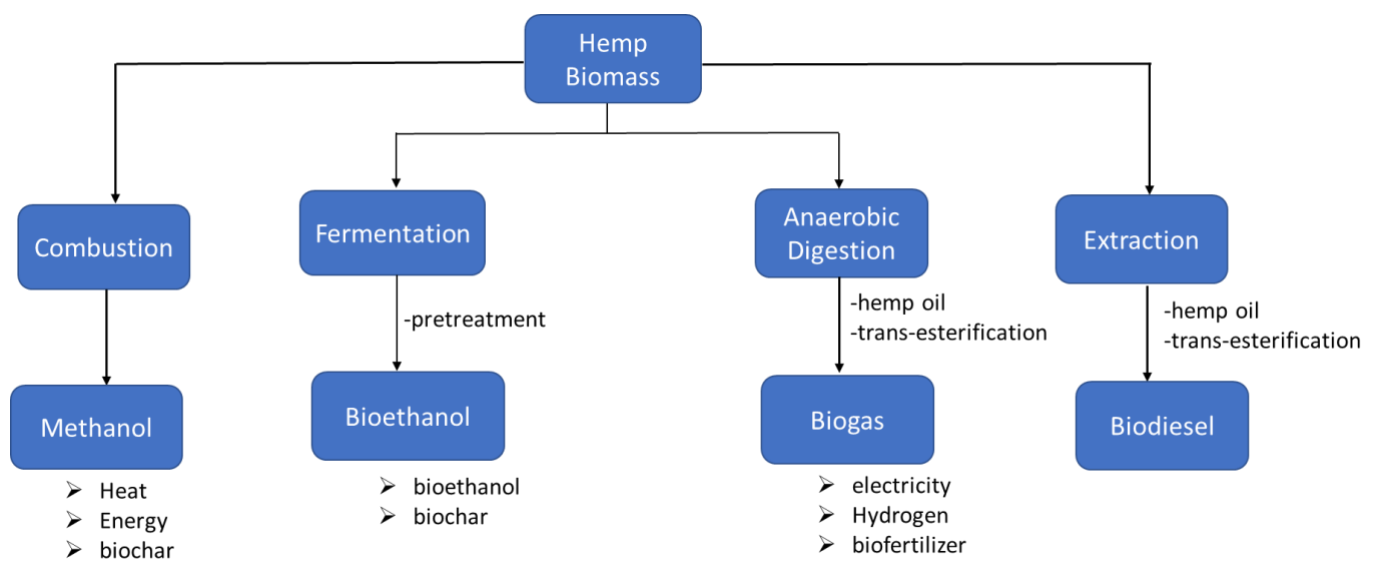 Hemp
Biomass
Combustion
Fermentation
Anaerobic
Digestion
Extraction
-pretreatment
-hemp oil
-trans-esterification
-hemp oil
-trans-esterification
Methanol
Bioethanol
Biogas
Biodiesel
Heat
Energy
biochar
bioethanol
biochar
electricity
Hydrogen
biofertilizer